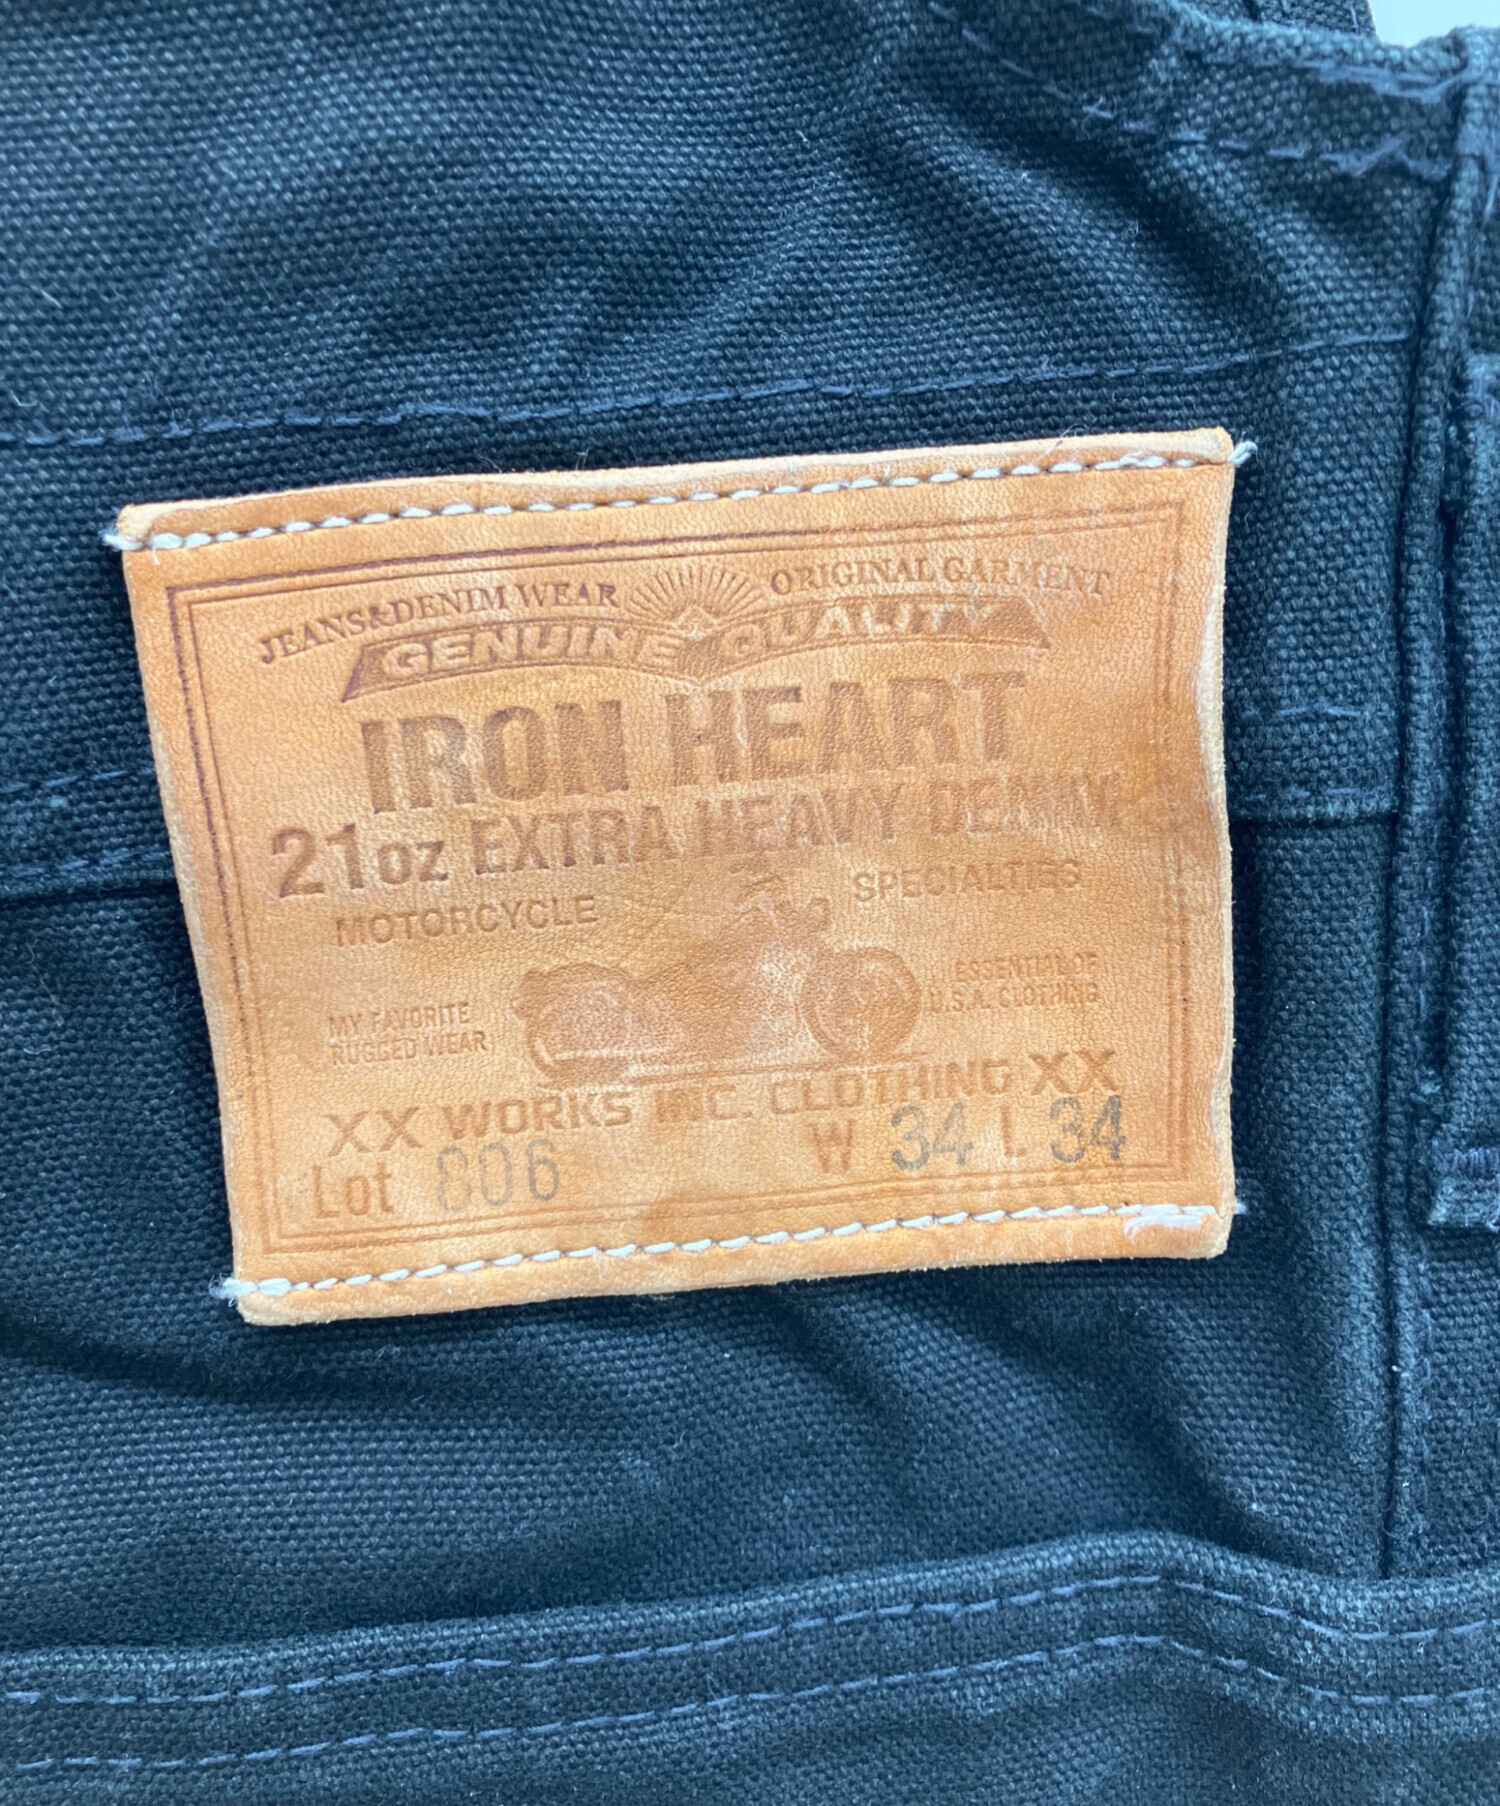 JEANS&DENIM WEAR ORIGINAL GARMENT
GENUINE QUALITY
IRON HEART
21oz EXTRA HEAVY DENIM
MOTORCYCLE SPECIALTIES
MY FAVORITE
RUGGED WEAR
ESSENTIAL OF
U.S.A. CLOTHING
XX WORKS INC. CLOTHING XX
Lot 806 W 34 L 34